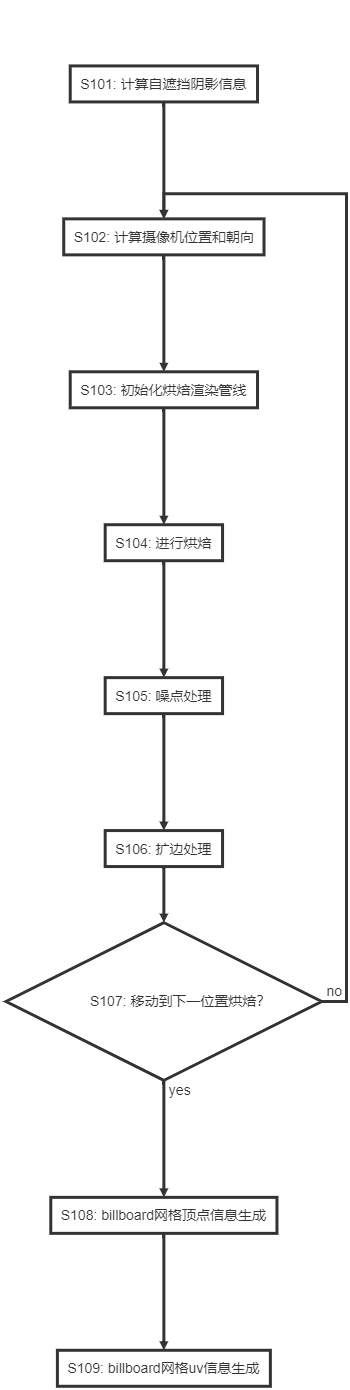 S101: 计算自遮挡阴影信息
S102: 计算摄像机位置和朝向
S103: 初始化烘焙渲染管线
S104: 进行烘焙
S105: 噪点处理
S106: 扩边处理
S107: 移动到下一位置烘焙?
no
yes
S108: billboard网格顶点信息生成
S109: billboard网格uv信息生成